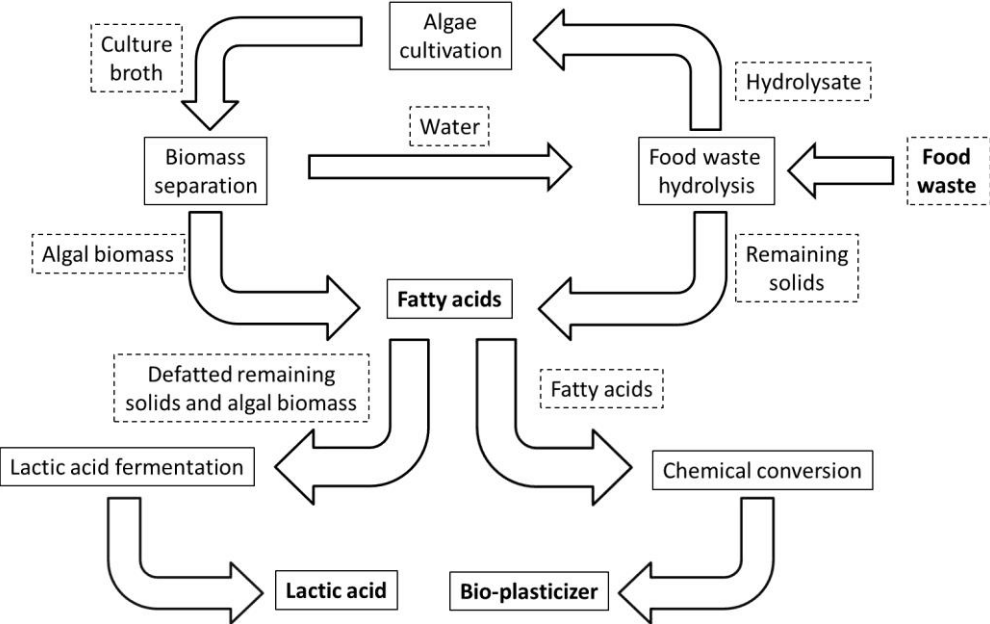 Algae
cultivation
Culture
broth
Hydrolysate
Water
Biomass
separation
Food waste
hydrolysis
Food
waste
Algal biomass
Remaining
solids
Fatty acids
Defatted remaining
solids and algal biomass
Fatty acids
Lactic acid fermentation
Chemical conversion
Lactic acid
Bio-plasticizer